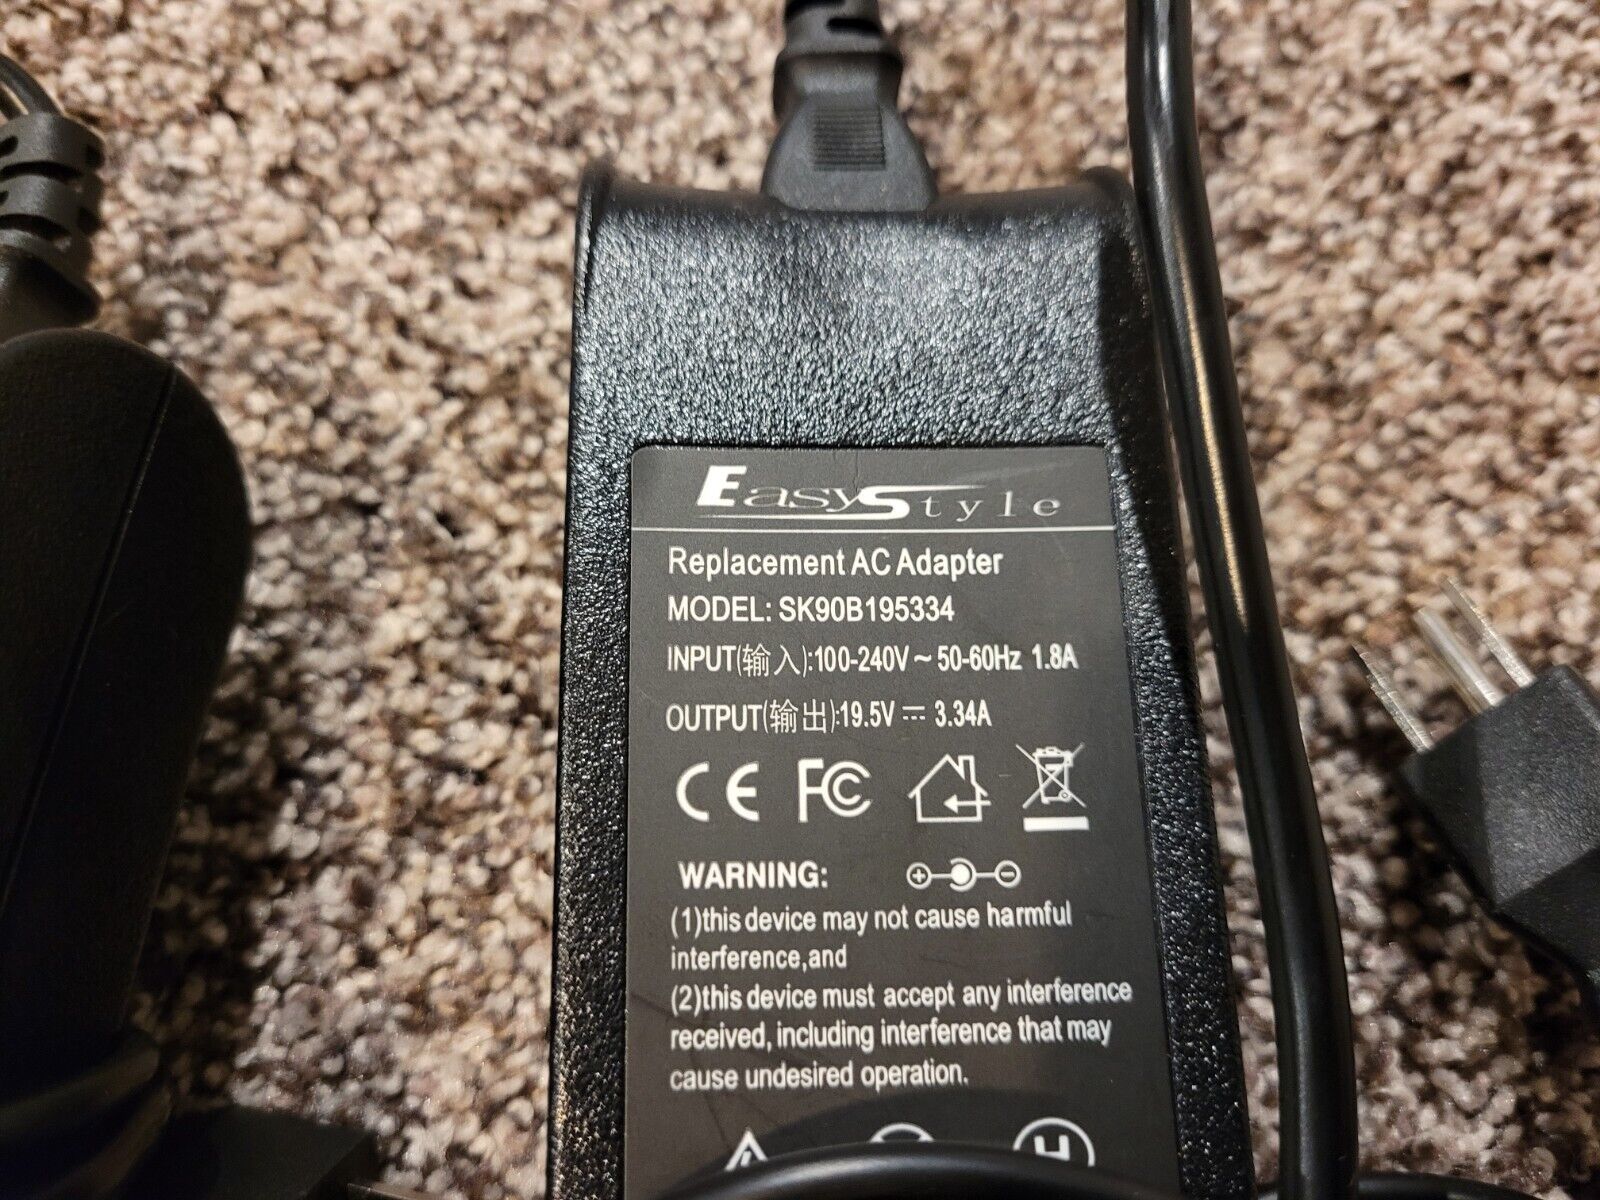 EasyStyle
Replacement AC Adapter
MODEL: SK90B195334
INPUT(输入):100-240V ~ 50-60Hz 1.8A
OUTPUT(输出):19.5V ⎓ 3.34A
CE FC
WARNING:
(1)this device may not cause harmful
interference,and
(2)this device must accept any interference
received, including interference that may
cause undesired operation.